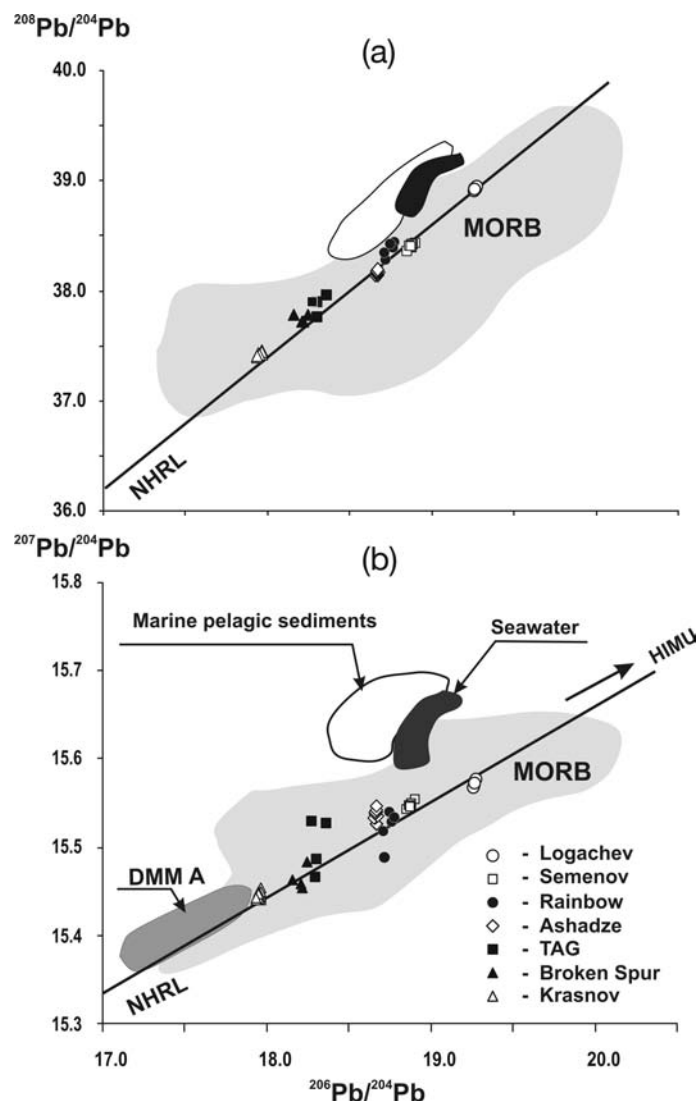 ²⁰⁸Pb/²⁰⁴Pb
(a)
40.0
39.0
MORB
38.0
37.0
NHRL
36.0
²⁰⁷Pb/²⁰⁴Pb
(b)
15.8
Marine pelagic sediments
Seawater
HIMU
15.7
15.6
MORB
15.5
DMM A
15.4
NHRL
15.3
- Logachev
- Semenov
- Rainbow
- Ashadze
- TAG
- Broken Spur
- Krasnov
17.0 18.0 19.0 20.0
²⁰⁶Pb/²⁰⁴Pb